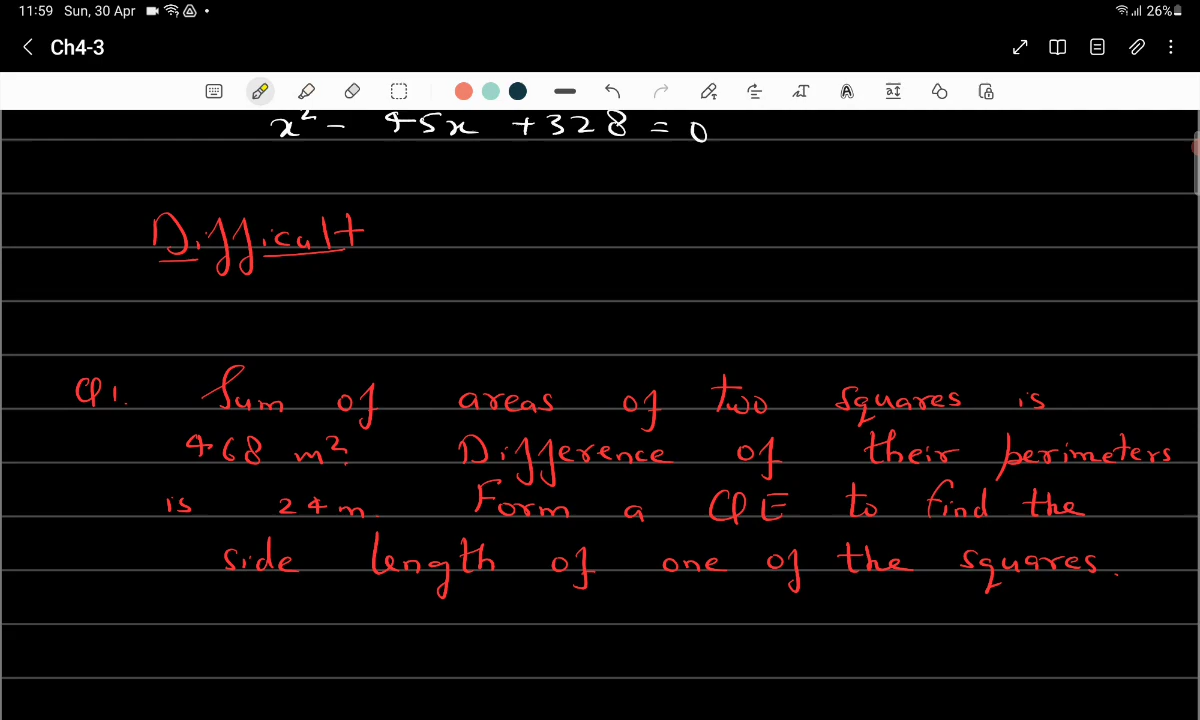 11:59 Sun, 30 Apr
26%
Ch4-3
x² - 45x + 328 = 0
Difficult
Q1. Sum of areas of two squares is
468 m². Difference of their perimeters
is 24m. Form a QE to find the
side length of one of the squares.